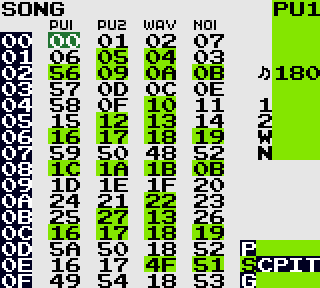 SONG PU1
PU1 PU2 WAV NOI
00 00 01 02 07
01 06 05 04 03
02 56 09 0A 0B ♫180
03 57 0D 0C 0E
04 58 0F 10 11 1
05 15 12 13 14 2
06 16 17 18 19 W
07 59 50 48 52 N
08 1C 1A 1B 0B
09 1D 1E 1F 20
0A 24 21 22 23
0B 25 27 13 26
0C 16 17 18 19
0D 5A 50 18 52 P
0E 16 17 4F 51 SCPIT
0F 49 54 18 53 G